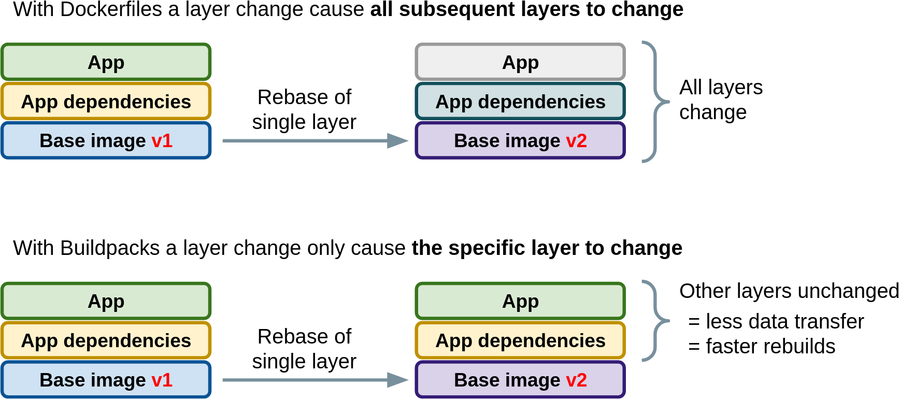 With Dockerfiles a layer change cause all subsequent layers to change
App
App dependencies
Base image v1
Rebase of
single layer
App
App dependencies
Base image v2
All layers
change
With Buildpacks a layer change only cause the specific layer to change
App
App dependencies
Base image v1
Rebase of
single layer
App
App dependencies
Base image v2
Other layers unchanged
= less data transfer
= faster rebuilds